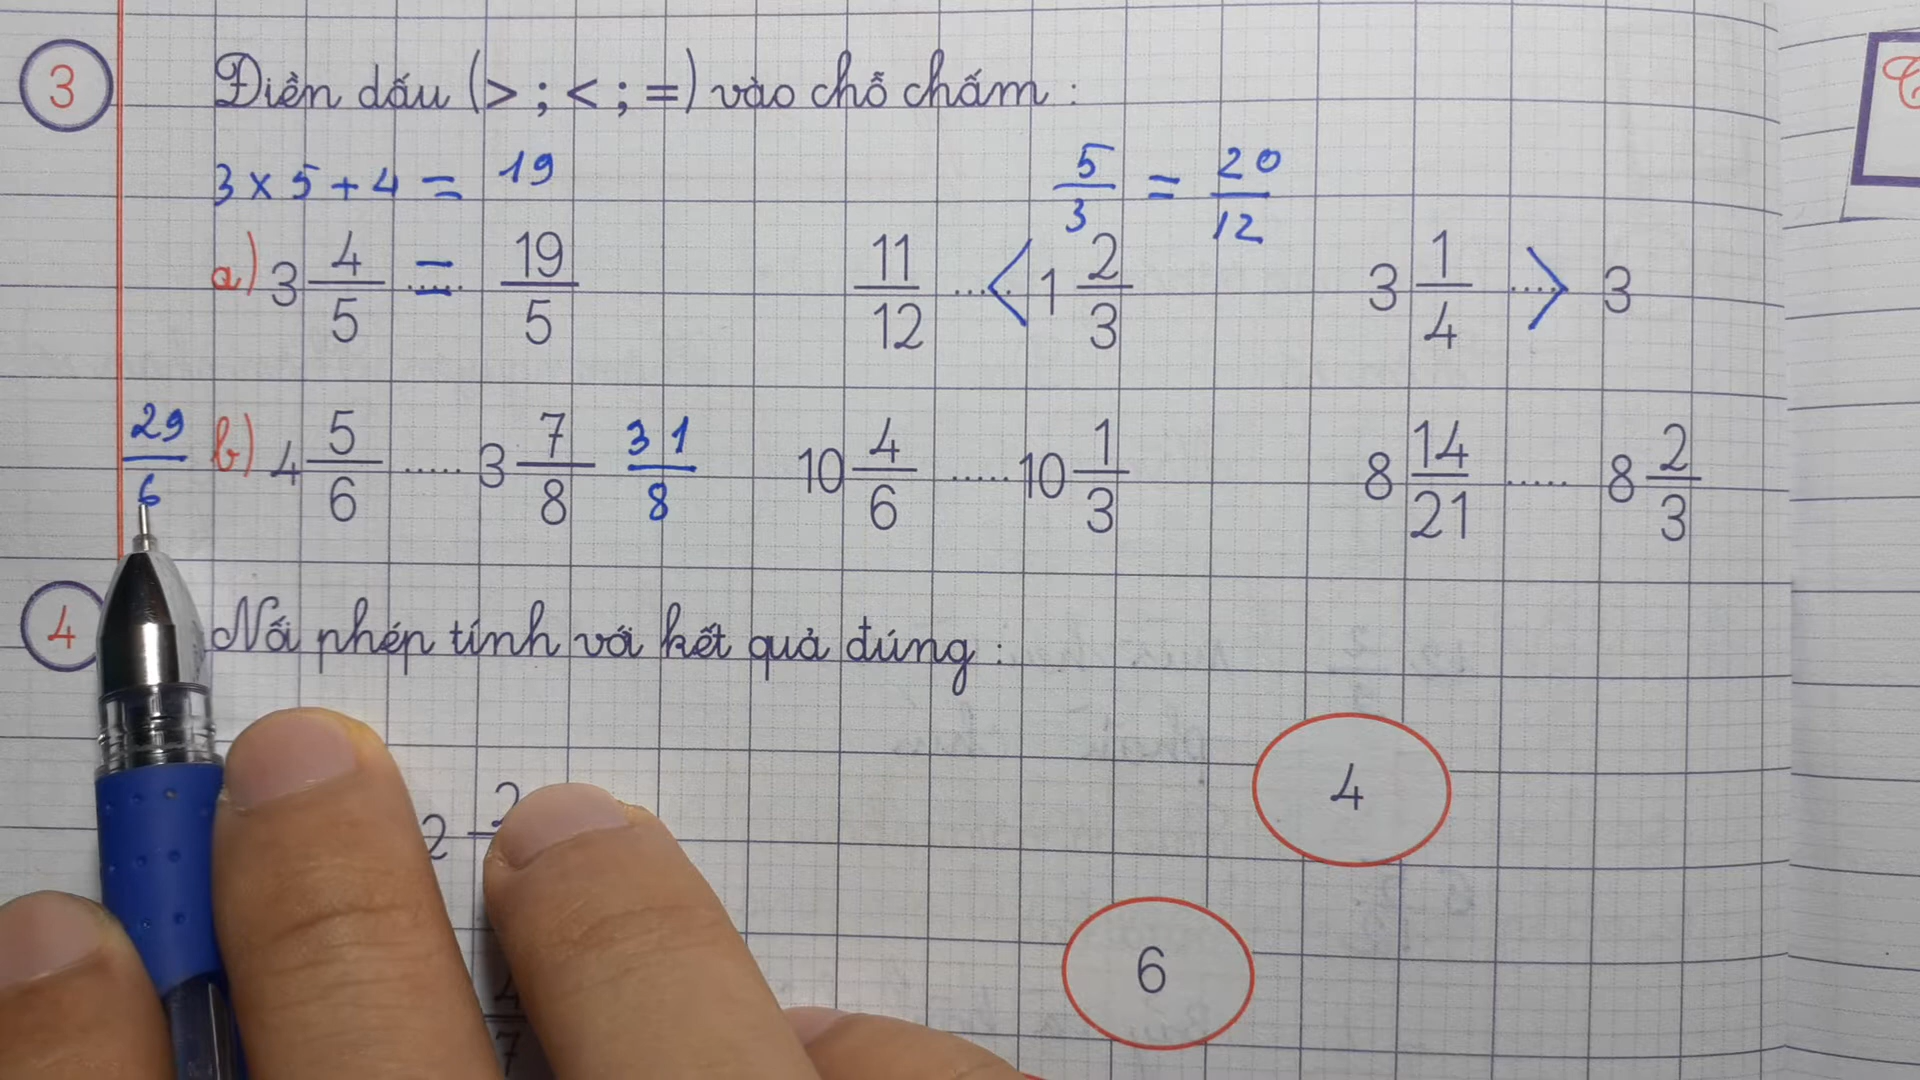 3 Điền dấu (> ; < ; =) vào chỗ chấm :
3 x 5 + 4 = 19
5/3 = 20/12
a) 3 4/5 ..=.. 19/5
11/12 ...<.. 1 2/3
3 1/4 ...>.. 3
29/6 b) 4 5/6 ..... 3 7/8 31/8
10 4/6 ..... 10 1/3
8 14/21 ..... 8 2/3
4 Nối phép tính với kết quả đúng :
4
2 2
6